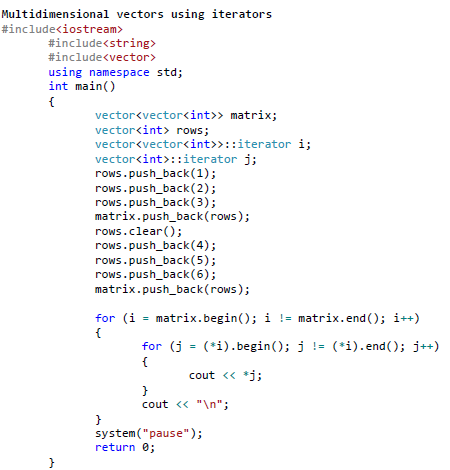 Multidimensional vectors using iterators
#include<iostream>
#include<string>
#include<vector>
using namespace std;
int main()
{
vector<vector<int>> matrix;
vector<int> rows;
vector<vector<int>>::iterator i;
vector<int>::iterator j;
rows.push_back(1);
rows.push_back(2);
rows.push_back(3);
matrix.push_back(rows);
rows.clear();
rows.push_back(4);
rows.push_back(5);
rows.push_back(6);
matrix.push_back(rows);
for (i = matrix.begin(); i != matrix.end(); i++)
{
for (j = (*i).begin(); j != (*i).end(); j++)
{
cout << *j;
}
cout << "\n";
}
system("pause");
return 0;
}